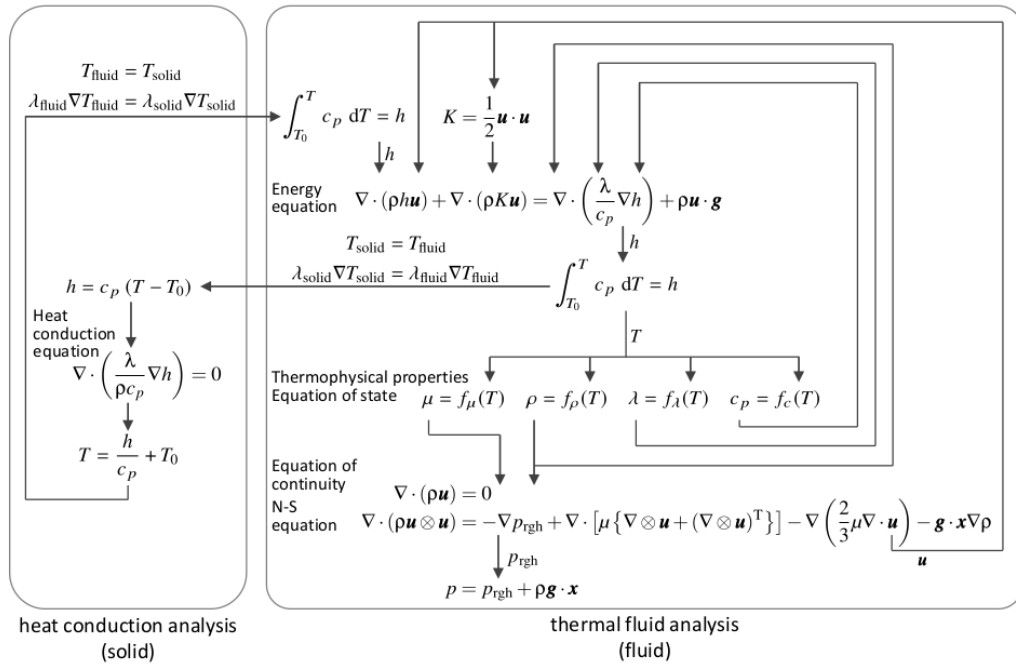 T_fluid = T_solid
λ_fluid∇T_fluid = λ_solid∇T_solid
∫_{T_0}^{T} c_p dT = h
K = 1/2 u · u
h
Energy
equation
∇ · (ρhu) + ∇ · (ρKu) = ∇ · (λ/c_p ∇h) + ρu · g
h
T_solid = T_fluid
λ_solid∇T_solid = λ_fluid∇T_fluid
h = c_p (T − T_0)
∫_{T_0}^{T} c_p dT = h
Heat
conduction
equation
∇ · (λ/ρc_p ∇h) = 0
T
Thermophysical properties
Equation of state
μ = f_μ(T)
ρ = f_ρ(T)
λ = f_λ(T)
c_p = f_c(T)
T = h/c_p + T_0
Equation of
continuity
∇ · (ρu) = 0
N-S
equation
∇ · (ρu ⊗ u) = −∇p_rgh + ∇ · [μ{∇ ⊗ u + (∇ ⊗ u)^T}] − ∇(2/3 μ∇ · u) − g · x∇ρ
u
p_rgh
p = p_rgh + ρg · x
heat conduction analysis
(solid)
thermal fluid analysis
(fluid)